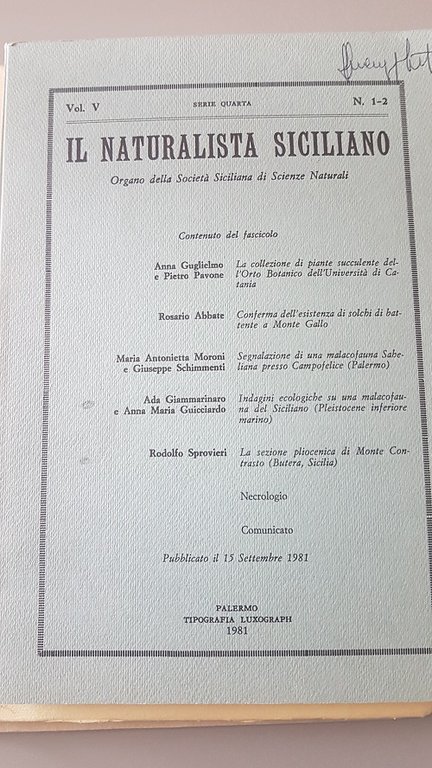 Vol. V SERIE QUARTA N. 1-2
IL NATURALISTA SICILIANO
Organo della Società Siciliana di Scienze Naturali
Contenuto del fascicolo
Anna Guglielmo La collezione di piante succulente del-
e Pietro Pavone l'Orto Botanico dell'Università di Ca-
tania
Rosario Abbate Conferma dell'esistenza di solchi di bat-
tente a Monte Gallo
Maria Antonietta Moroni Segnalazione di una malacofauna Sahe-
e Giuseppe Schimmenti liana presso Campofelice (Palermo)
Ada Giammarinaro Indagini ecologiche su una malacofau-
e Anna Maria Guicciardo na del Siciliano (Pleistocene inferiore
marino)
Rodolfo Sprovieri La sezione pliocenica di Monte Con-
trasto (Butera, Sicilia)
Necrologio
Comunicato
Pubblicato il 15 Settembre 1981
PALERMO
TIPOGRAFIA LUXOGRAPH
1981